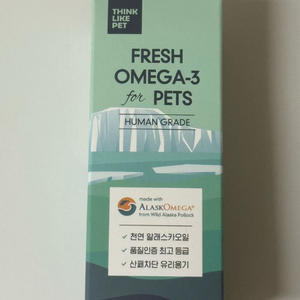 THINK
LIKE
PET
FRESH
OMEGA-3
for PETS
HUMAN GRADE
made with
ALASKOMEGA®
from Wild Alaska Pollock
천연 알래스카오일
품질인증 최고 등급
산패차단 유리용기